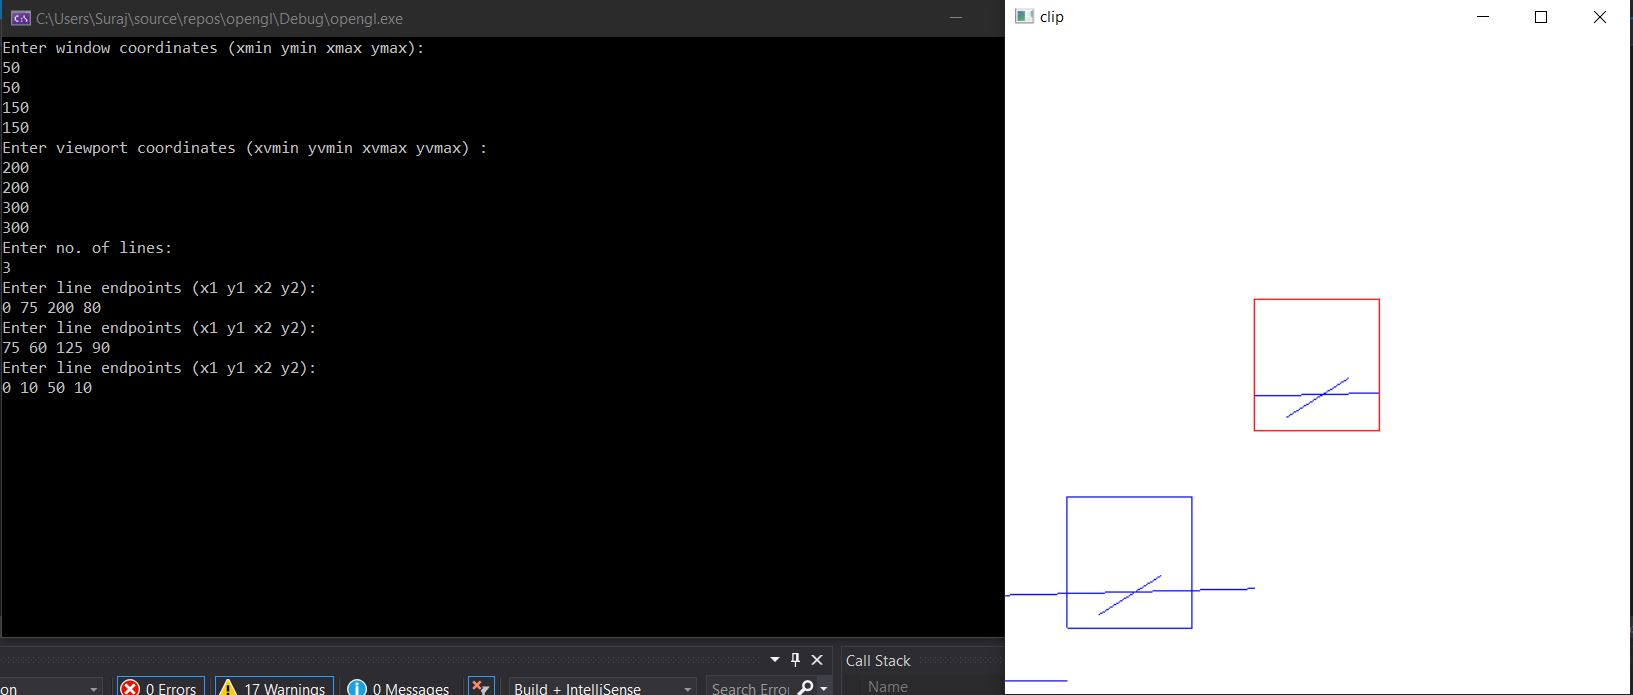 C:\Users\Suraj\source\repos\opengl\Debug\opengl.exe
Enter window coordinates (xmin ymin xmax ymax):
50
50
150
150
Enter viewport coordinates (xvmin yvmin xvmax yvmax) :
200
200
300
300
Enter no. of lines:
3
Enter line endpoints (x1 y1 x2 y2):
0 75 200 80
Enter line endpoints (x1 y1 x2 y2):
75 60 125 90
Enter line endpoints (x1 y1 x2 y2):
0 10 50 10
clip
Call Stack
on
0 Errors
17 Warnings
0 Messages
Build + IntelliSense
Search Erro
Name